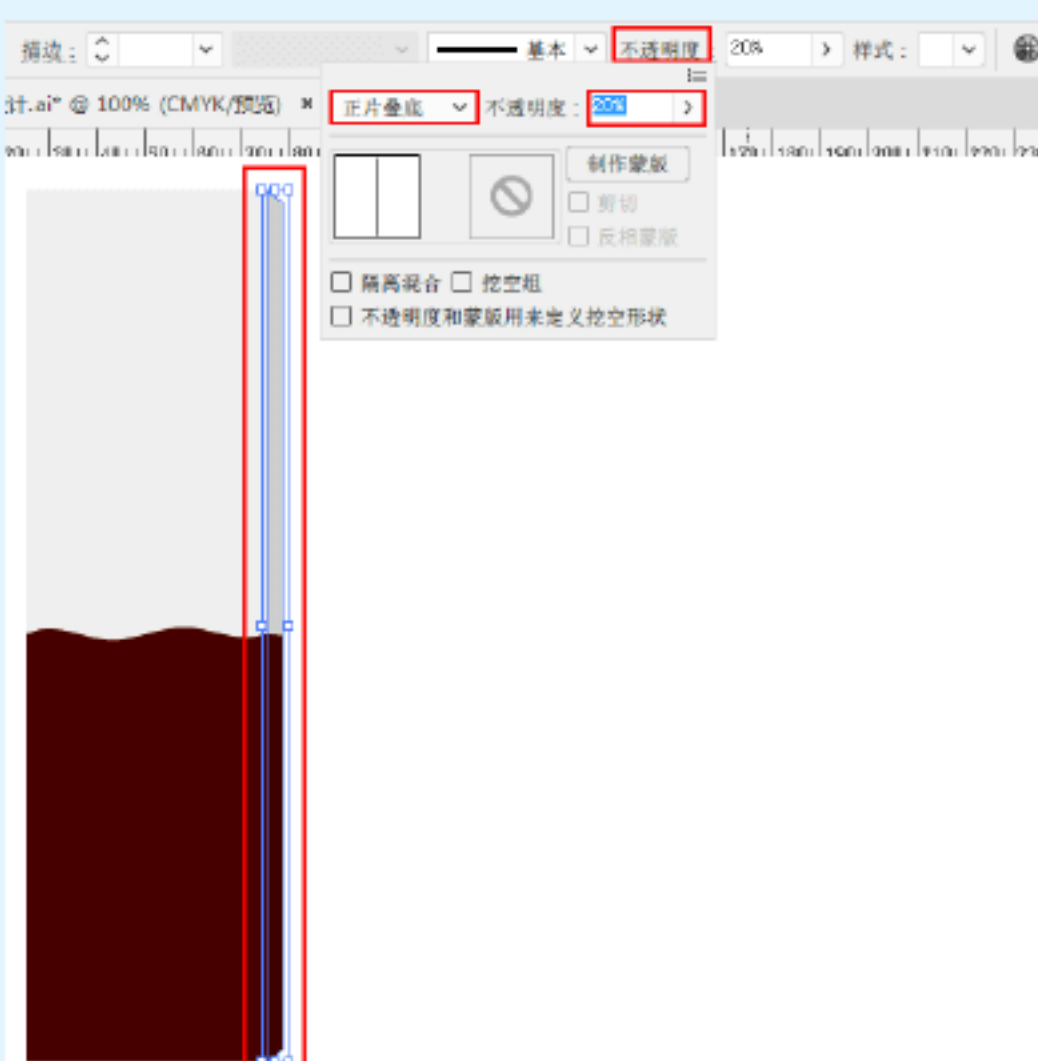 描边：基本 不透明度：20% 样式：
计.ai* @ 100% (CMYK/预览) ×
正片叠底 不透明度：20%
制作蒙版
剪切
反相蒙版
隔离混合 挖空组
不透明度和蒙版用来定义挖空形状